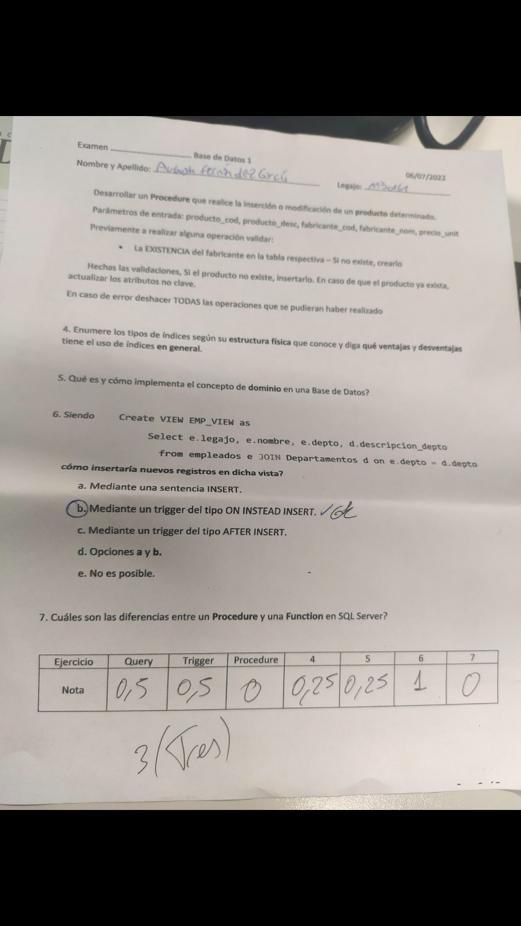 Examen Base de Datos 1 06/07/2023
Nombre y Apellido: Legajo:
Desarrollar un Procedure que realice la inserción o modificación de un producto determinado.
Parámetros de entrada: producto_cod, producto_desc, fabricante_cod, fabricante_nom, precio_unit
Previamente a realizar alguna operación validar:
• La EXISTENCIA del fabricante en la tabla respectiva – Si no existe, crearlo
Hechas las validaciones, Si el producto no existe, insertarlo. En caso de que el producto ya exista,
actualizar los atributos no clave.
En caso de error deshacer TODAS las operaciones que se pudieran haber realizado
4. Enumere los tipos de índices según su estructura física que conoce y diga qué ventajas y desventajas
tiene el uso de índices en general.
5. Qué es y cómo implementa el concepto de dominio en una Base de Datos?
6. Siendo Create VIEW EMP_VIEW as
Select e.legajo, e.nombre, e.depto, d.descripcion_depto
from empleados e JOIN Departamentos d on e.depto = d.depto
cómo insertaría nuevos registros en dicha vista?
a. Mediante una sentencia INSERT.
b. Mediante un trigger del tipo ON INSTEAD INSERT. ✓ Ok
c. Mediante un trigger del tipo AFTER INSERT.
d. Opciones a y b.
e. No es posible.
7. Cuáles son las diferencias entre un Procedure y una Function en SQL Server?
Ejercicio Query Trigger Procedure 4 5 6 7
Nota 0,5 0,5 0 0,25 0,25 1 0
3 (Tres)